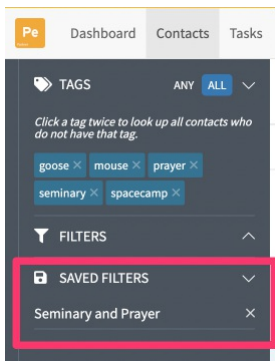 Pe Dashboard Contacts Tasks
TAGS ANY ALL
Click a tag twice to look up all contacts who
do not have that tag.
goose × mouse × prayer ×
seminary × spacecamp ×
FILTERS
SAVED FILTERS
Seminary and Prayer ×